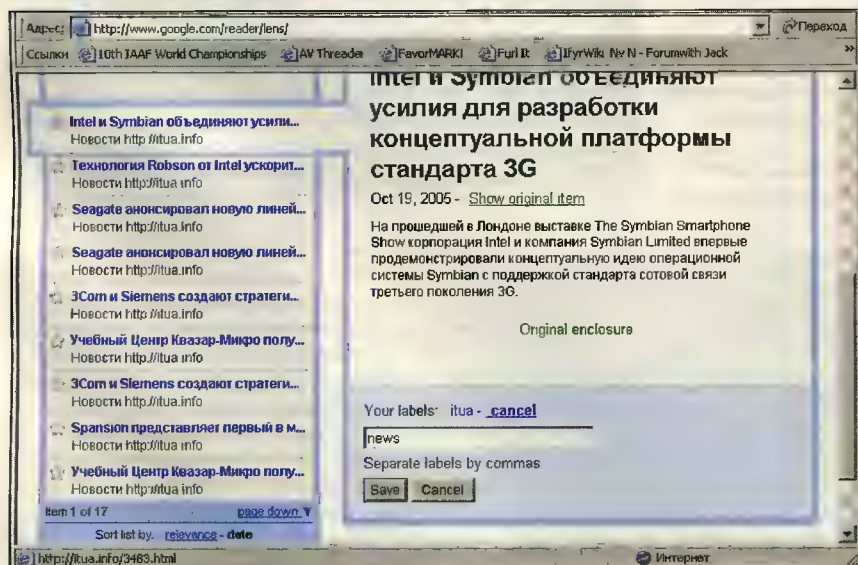 Адрес: http://www.google.com/reader/lens/ Переход
Ссылки 10th IAAF World Championships AV Threader FavorMARKI Furl It Ny N - Forumwith Jack »
Intel и Symbian объединяют усили...
Новости http://itua.info
Технология Robson от Intel ускорит...
Новости http://itua info
Seagate анонсировал новую линей...
Новости http://itua info
Seagate анонсировал новую линей...
Новости http://itua info
3Com и Siemens создают стратеги...
Новости http://itua info
Учебный Центр Квазар-Микро полу...
Новости http://itua info
3Com и Siemens создают стратеги...
Новости http://itua info
Spansion представляет первый в м...
Новости http://itua info
Учебный Центр Квазар-Микро полу...
Новости http://itua info
Item 1 of 17 page down ▼
Sort list by. relevance - date
Intel и Symbian объединяют
усилия для разработки
концептуальной платформы
стандарта 3G
Oct 19, 2005 - Show original item
На прошедшей в Лондоне выставке The Symbian Smartphone
Show корпорация Intel и компания Symbian Limited впервые
продемонстрировали концептуальную идею операционной
системы Symbian с поддержкой стандарта сотовой связи
третьего поколения 3G.
Original enclosure
Your labels: itua - cancel
news
Separate labels by commas
Save Cancel
http://itua.info/3463.html Интернет